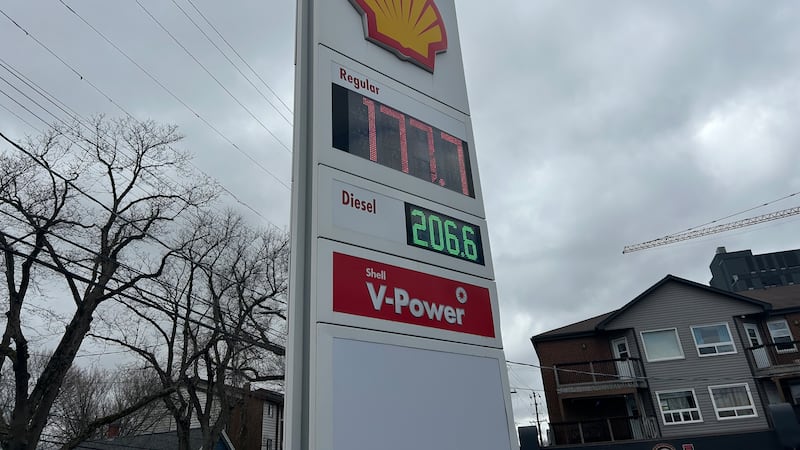 Regular
177.7
Diesel
206.6
Shell
V-Power